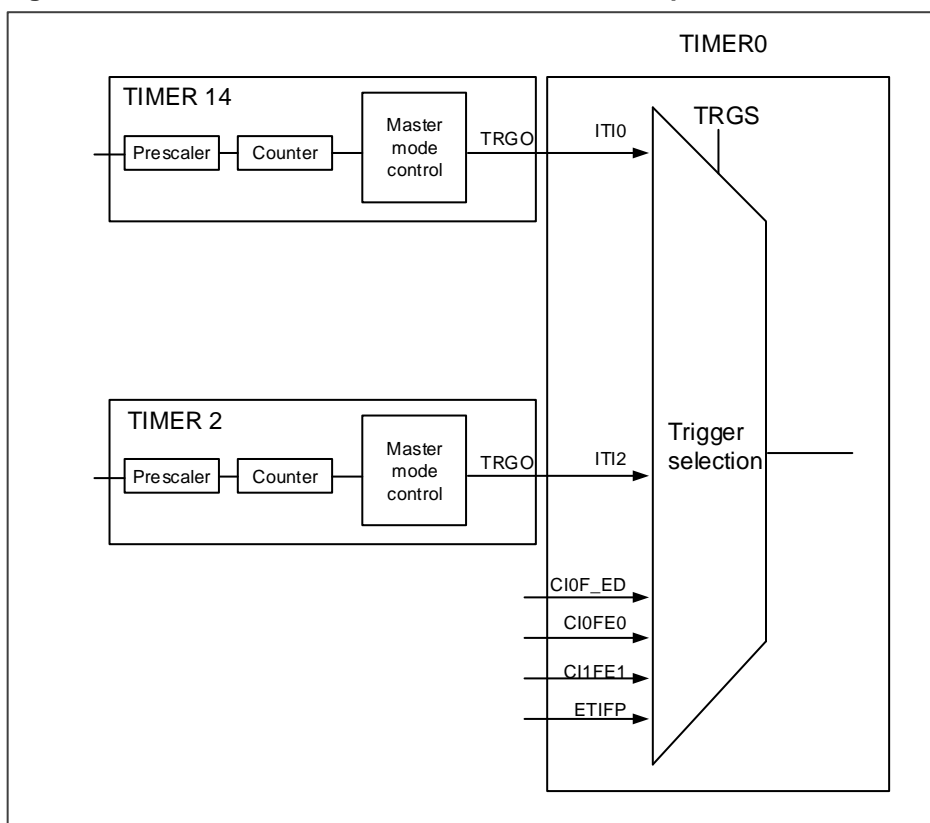 TIMER0
TIMER 14
Prescaler
Counter
Master
mode
control
TRGO
ITI0
TRGS
TIMER 2
Prescaler
Counter
Master
mode
control
TRGO
ITI2
Trigger
selection
CI0F_ED
CI0FE0
CI1FE1
ETIFP